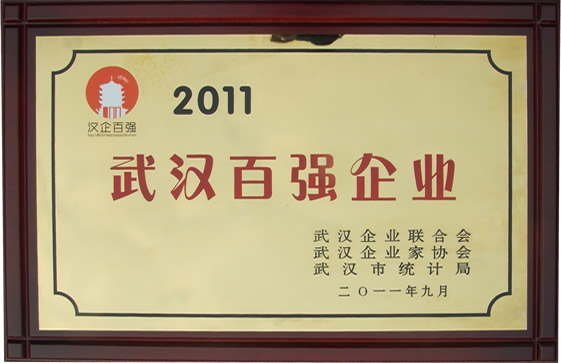 2011
汉企百强
武汉百强企业
武汉企业联合会
武汉企业家协会
武汉市统计局
二〇一一年九月